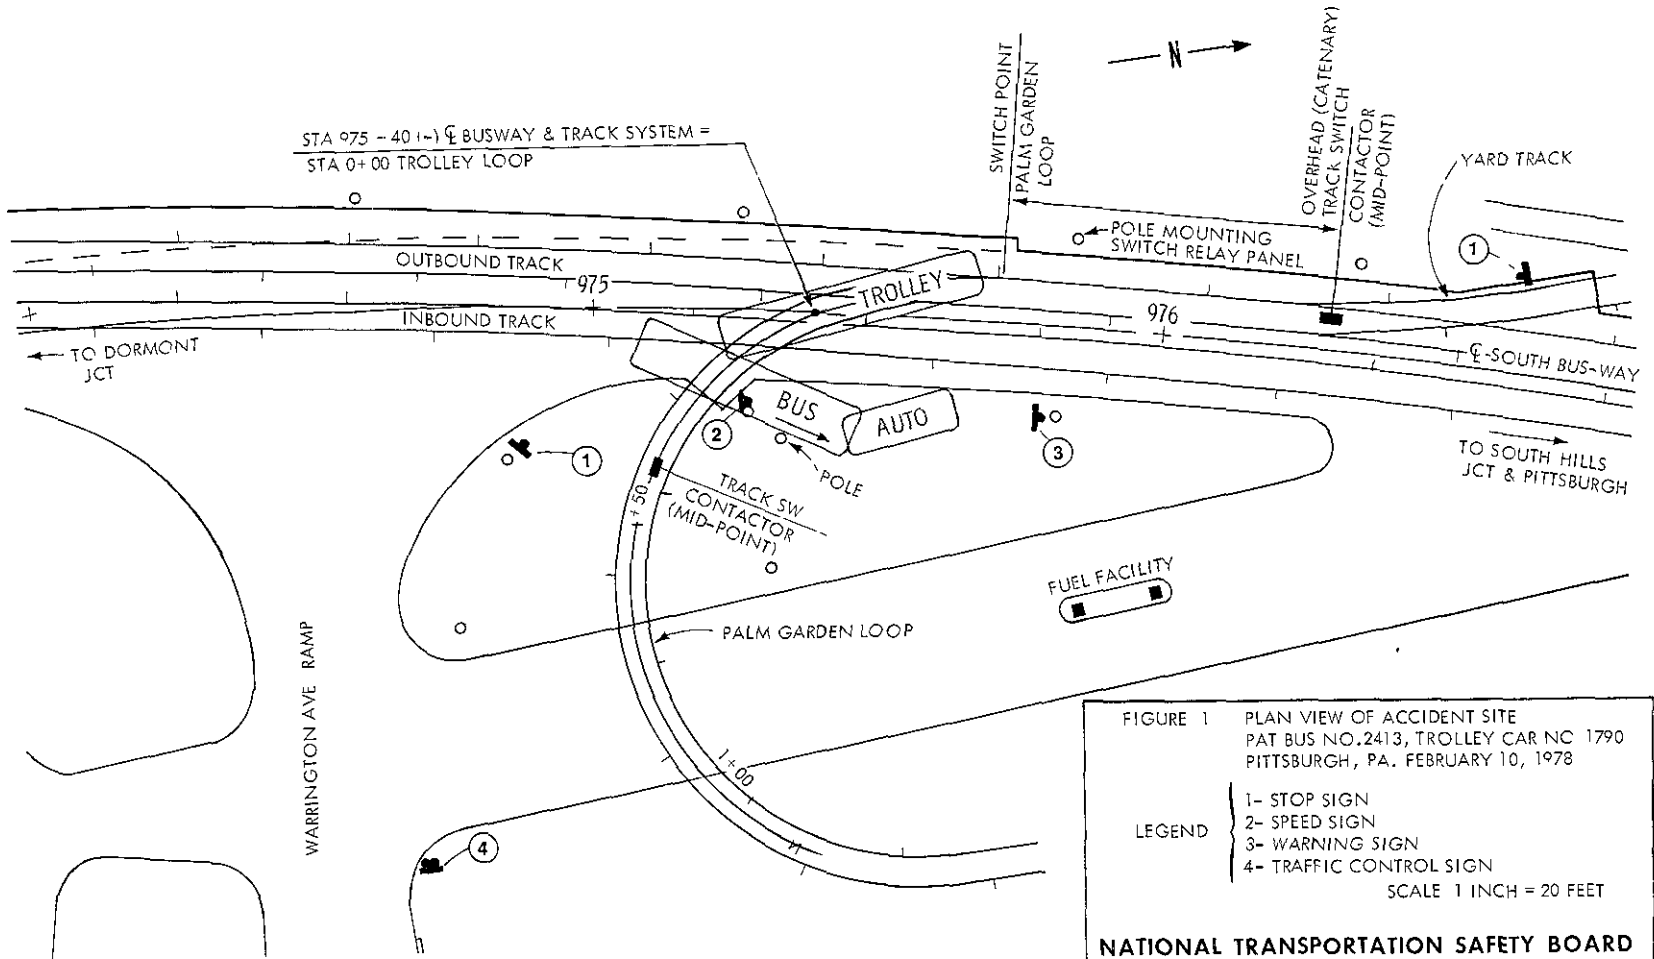 N
STA 975 - 40 (-) ℄ BUSWAY & TRACK SYSTEM =
STA 0+00 TROLLEY LOOP
SWITCH POINT
PALM GARDEN
LOOP
OVERHEAD (CATENARY)
TRACK SWITCH
CONTACTOR
(MID-POINT)
YARD TRACK
POLE MOUNTING
SWITCH RELAY PANEL
1
OUTBOUND TRACK
975
TROLLEY
976
INBOUND TRACK
TO DORMONT
JCT
℄-SOUTH BUS-WAY
BUS
AUTO
2
3
1
POLE
TO SOUTH HILLS
JCT & PITTSBURGH
+50
TRACK SW
CONTACTOR
(MID-POINT)
FUEL FACILITY
PALM GARDEN LOOP
WARRINGTON AVE RAMP
1+00
4
FIGURE 1 PLAN VIEW OF ACCIDENT SITE
PAT BUS NO.2413, TROLLEY CAR NC 1790
PITTSBURGH, PA. FEBRUARY 10, 1978
LEGEND
1- STOP SIGN
2- SPEED SIGN
3- WARNING SIGN
4- TRAFFIC CONTROL SIGN
SCALE 1 INCH = 20 FEET
NATIONAL TRANSPORTATION SAFETY BOARD